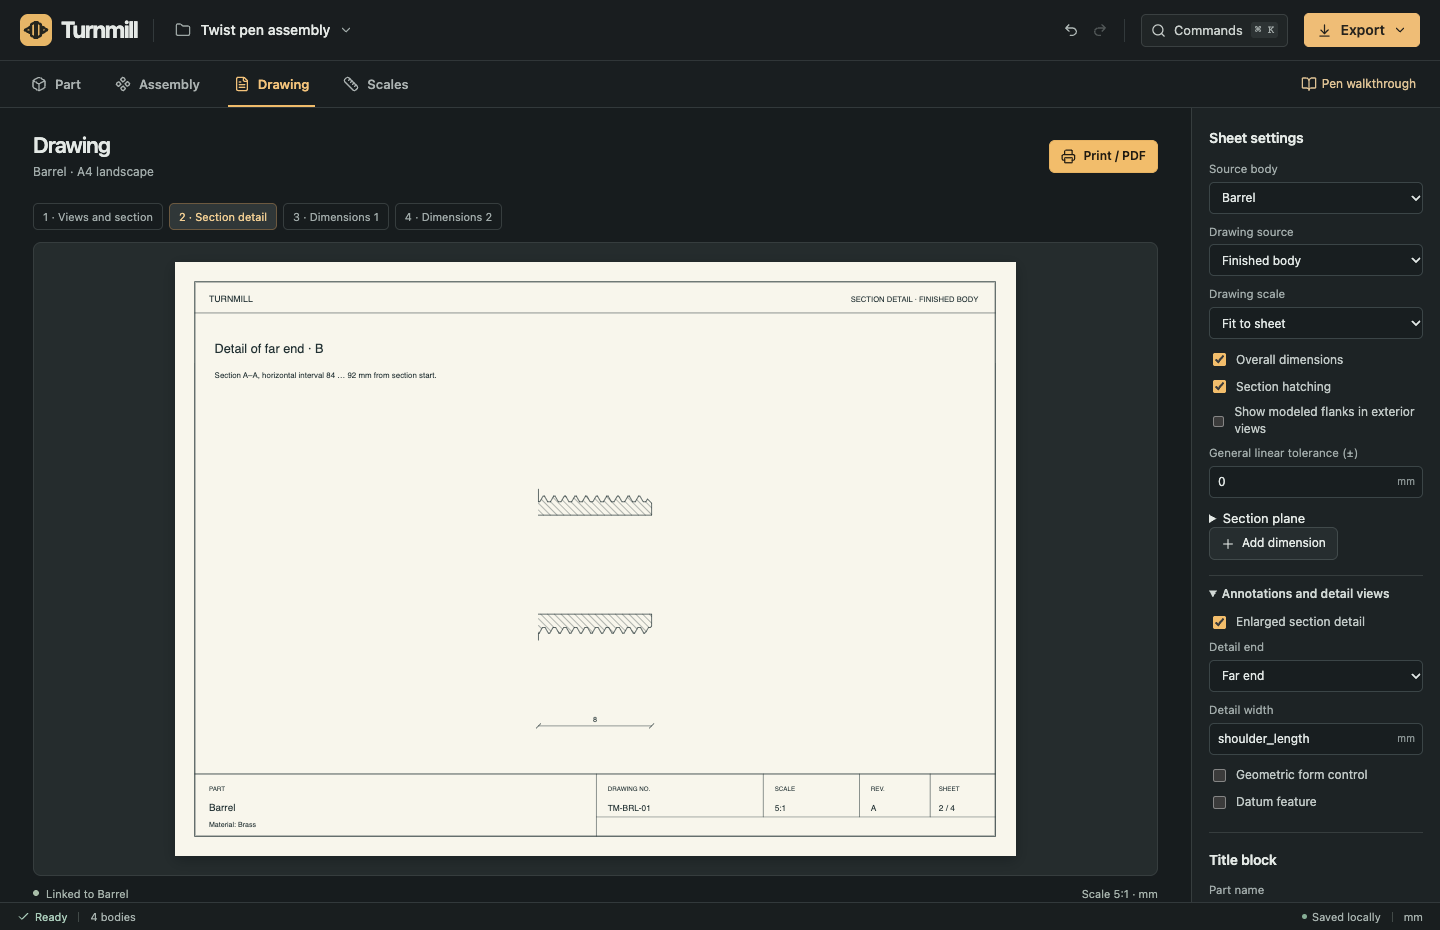 Turnmill
Twist pen assembly
Commands ⌘ K
Export
Part
Assembly
Drawing
Scales
Pen walkthrough
Drawing
Barrel · A4 landscape
Print / PDF
1 · Views and section
2 · Section detail
3 · Dimensions 1
4 · Dimensions 2
TURNMILL
SECTION DETAIL · FINISHED BODY
Detail of far end · B
Section A–A, horizontal interval 84 … 92 mm from section start.
8
PART
Barrel
Material: Brass
DRAWING NO.
TM-BRL-01
SCALE
5:1
REV.
A
SHEET
2 / 4
Linked to Barrel
Scale 5:1 · mm
Sheet settings
Source body
Barrel
Drawing source
Finished body
Drawing scale
Fit to sheet
Overall dimensions
Section hatching
Show modeled flanks in exterior
views
General linear tolerance (±)
0 mm
Section plane
Add dimension
Annotations and detail views
Enlarged section detail
Detail end
Far end
Detail width
shoulder_length mm
Geometric form control
Datum feature
Title block
Part name
Ready
4 bodies
Saved locally
mm